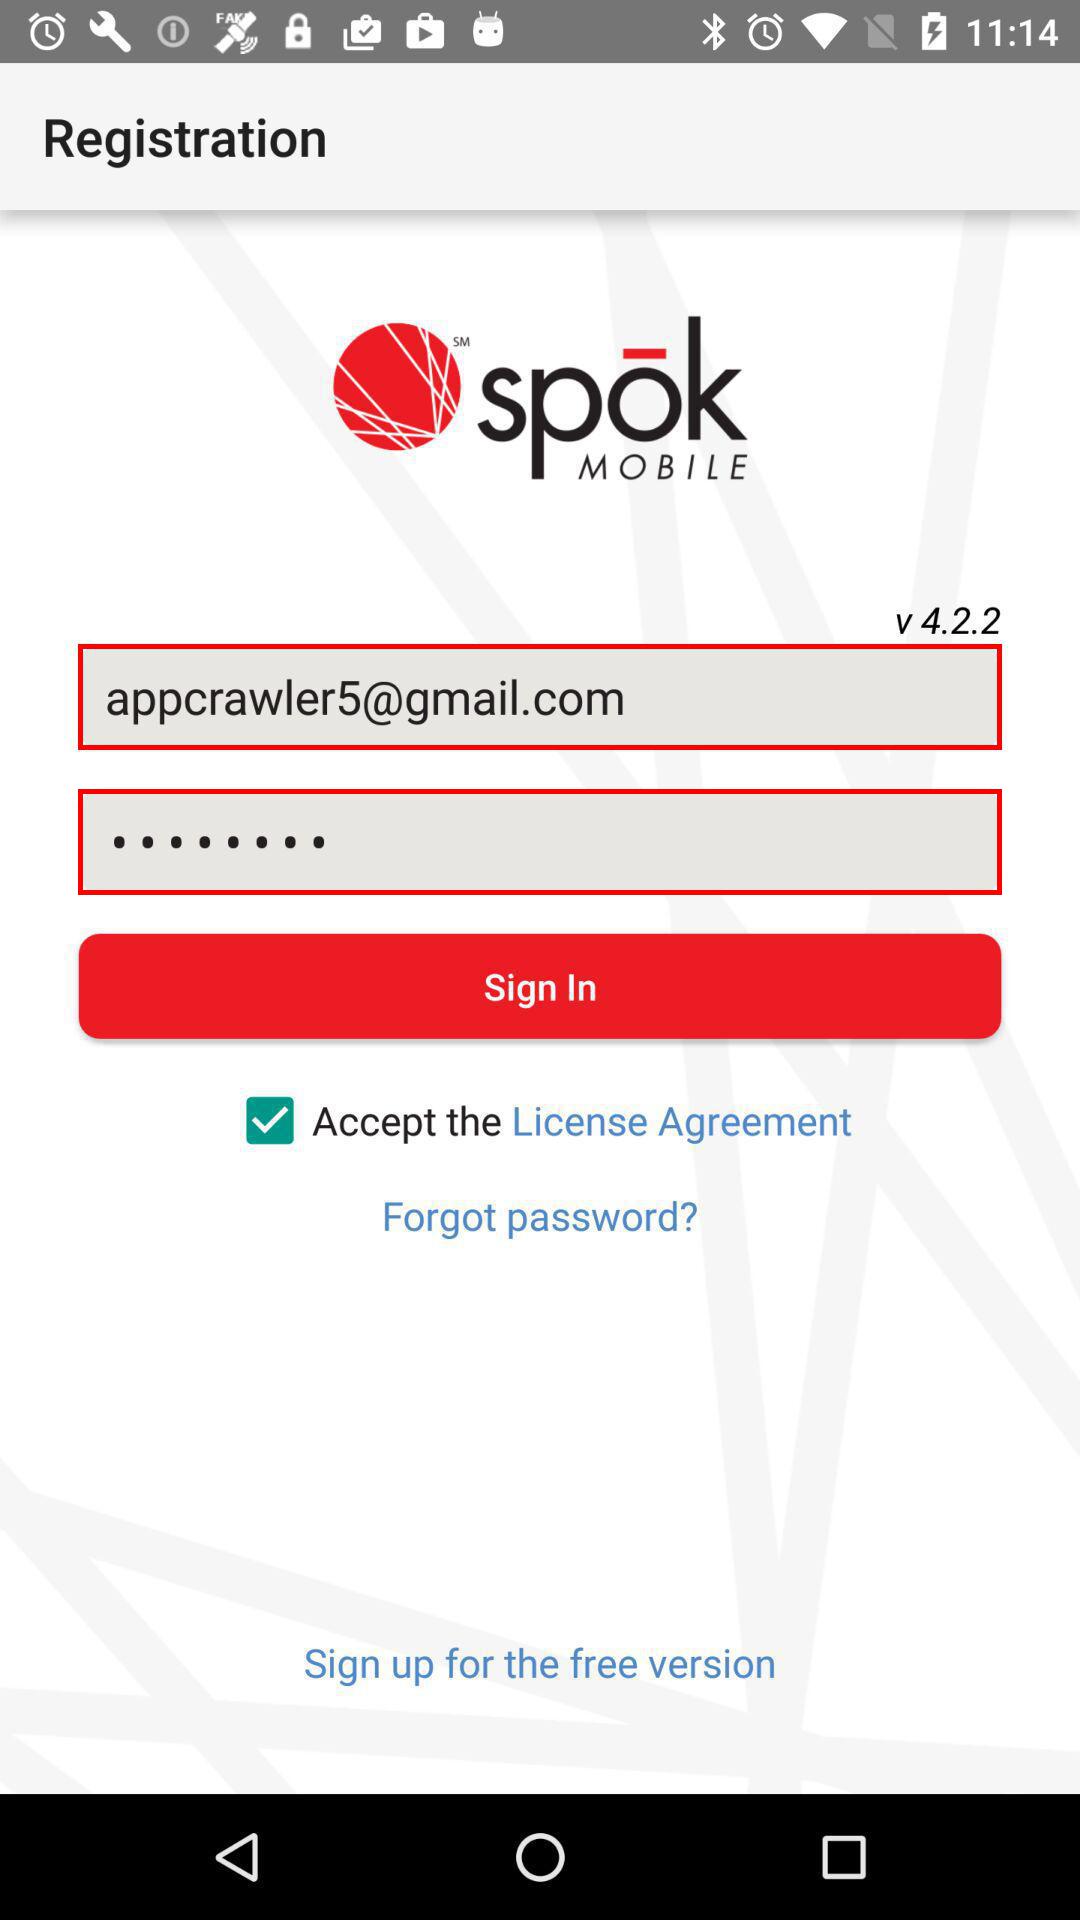 FAKE
11:14
Registration
SM
spōk
MOBILE
v 4.2.2
appcrawler5@gmail.com
••••••••
Sign In
Accept the License Agreement
Forgot password?
Sign up for the free version